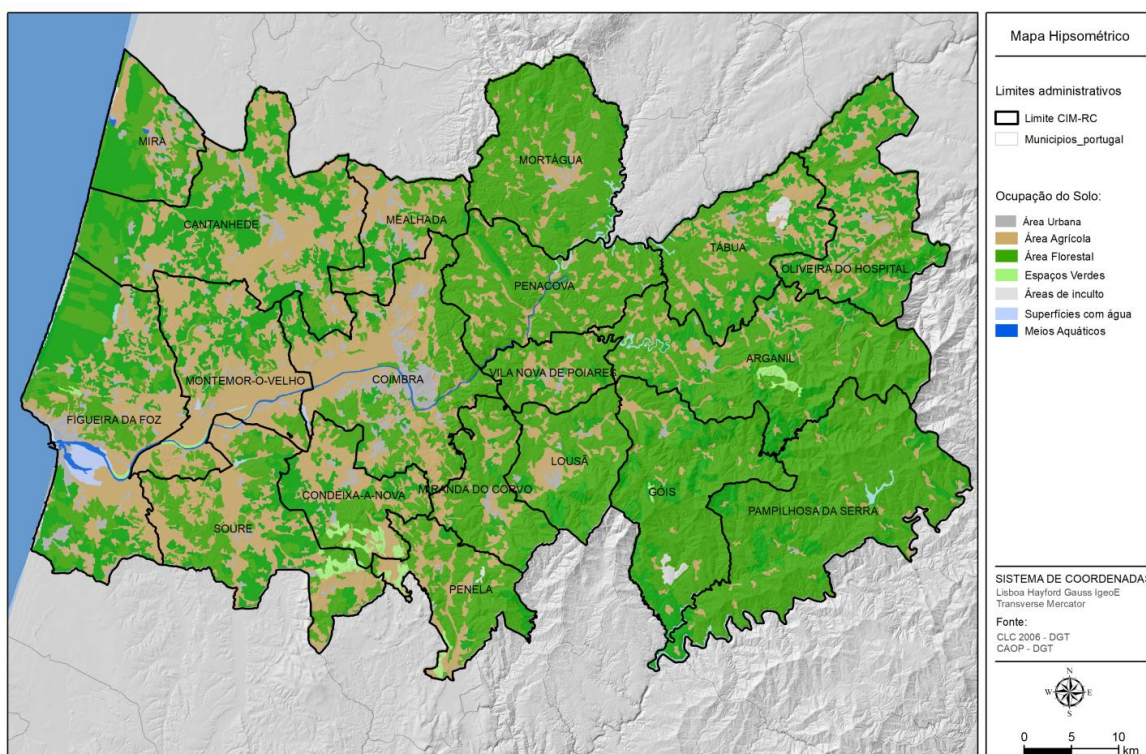 MIRA
MORTÁGUA
CANTANHEDE
MEALHADA
TÁBUA
OLIVEIRA DO HOSPITAL
PENACOVA
ARGANIL
VILA NOVA DE POIARES
COIMBRA
MONTEMOR-O-VELHO
FIGUEIRA DA FOZ
LOUSÃ
MIRANDA DO CORVO
CONDEIXA-A-NOVA
GÓIS
PAMPILHOSA DA SERRA
SOURE
PENELA
Mapa Hipsométrico
Limites administrativos
Limite CIM-RC
Municipios_portugal
Ocupação do Solo:
Área Urbana
Área Agrícola
Área Florestal
Espaços Verdes
Áreas de inculto
Superfícies com água
Meios Aquáticos
SISTEMA DE COORDENADAS
Lisboa Hayford Gauss IgeoE
Transverse Mercator
Fonte:
CLC 2006 - DGT
CAOP - DGT
N
W E
S
0 5 10
km